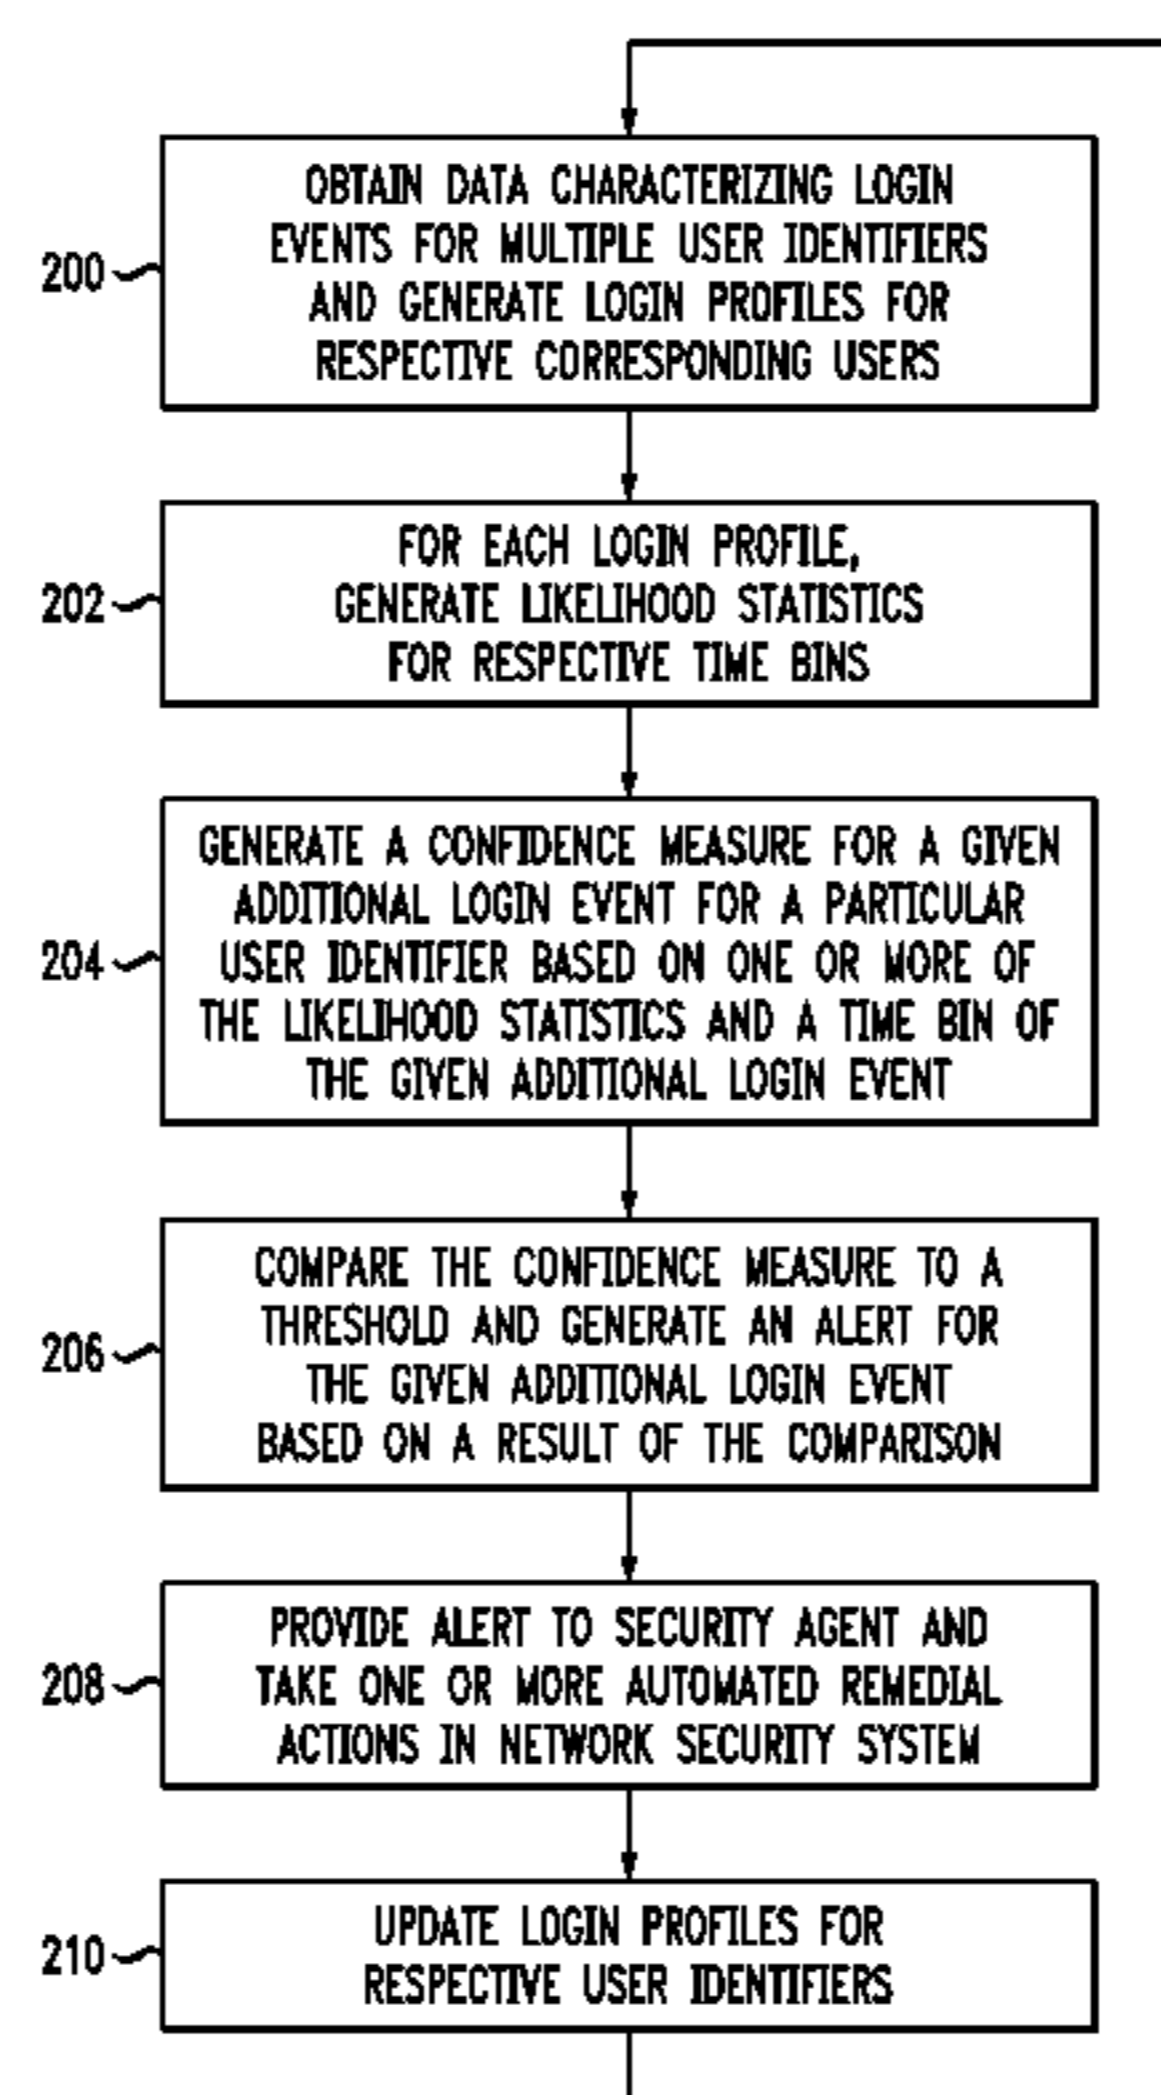 OBTAIN DATA CHARACTERIZING LOGIN
EVENTS FOR MULTIPLE USER IDENTIFIERS
AND GENERATE LOGIN PROFILES FOR
RESPECTIVE CORRESPONDING USERS
200
FOR EACH LOGIN PROFILE,
GENERATE LIKELIHOOD STATISTICS
FOR RESPECTIVE TIME BINS
202
GENERATE A CONFIDENCE MEASURE FOR A GIVEN
ADDITIONAL LOGIN EVENT FOR A PARTICULAR
USER IDENTIFIER BASED ON ONE OR MORE OF
THE LIKELIHOOD STATISTICS AND A TIME BIN OF
THE GIVEN ADDITIONAL LOGIN EVENT
204
COMPARE THE CONFIDENCE MEASURE TO A
THRESHOLD AND GENERATE AN ALERT FOR
THE GIVEN ADDITIONAL LOGIN EVENT
BASED ON A RESULT OF THE COMPARISON
206
PROVIDE ALERT TO SECURITY AGENT AND
TAKE ONE OR MORE AUTOMATED REMEDIAL
ACTIONS IN NETWORK SECURITY SYSTEM
208
UPDATE LOGIN PROFILES FOR
RESPECTIVE USER IDENTIFIERS
210